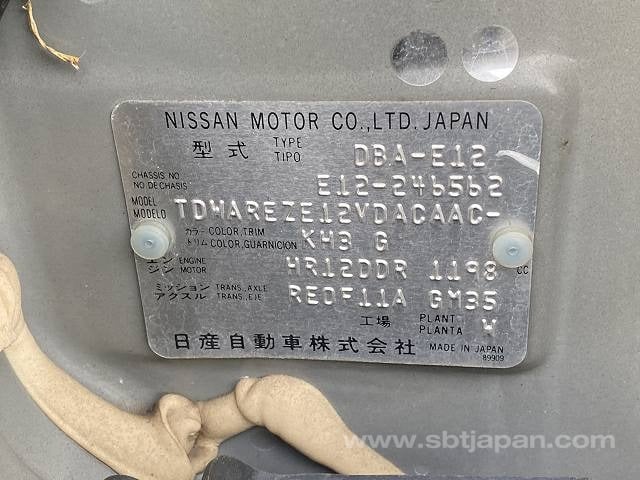 NISSAN MOTOR CO.,LTD. JAPAN
型式 TYPE TIPO DBA-E12
CHASSIS NO NO DE CHASIS E12-246562
MODEL MODELO TDMAREZE12VDACAAC-
カラー COLOR,TRIM トリム COLOR,GUARNICION KH3 G
エンジン ENGINE MOTOR HR12DDR 1198 CC
ミッション TRANS.,AXLE アクスル TRANS.,EJE REOF11A GM35
工場 PLANT PLANTA W
日産自動車株式会社 MADE IN JAPAN
89909
www.sbtjapan.com